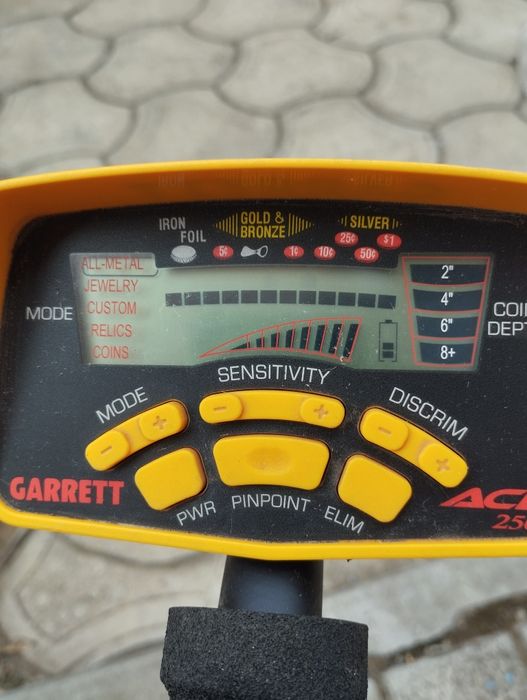 IRON
FOIL
GOLD &
BRONZE
SILVER
5¢
1¢
10¢
25¢
50¢
$1
MODE
ALL-METAL
JEWELRY
CUSTOM
RELICS
COINS
2"
4"
6"
8+
COIN
DEPT
SENSITIVITY
MODE
DISCRIM
- +
- +
- +
GARRETT
PWR
PINPOINT
ELIM
AC
250